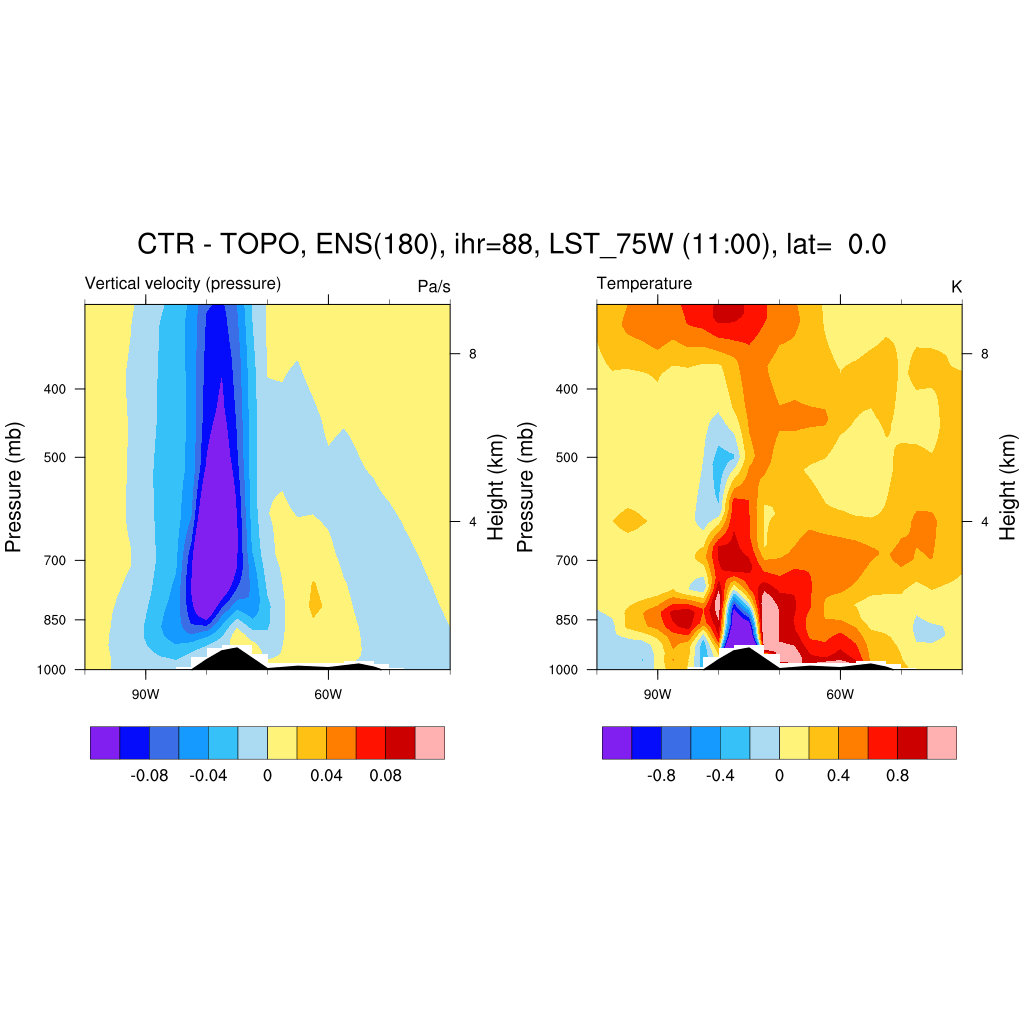 CTR - TOPO, ENS(180), ihr=88, LST_75W (11:00), lat= 0.0
Vertical velocity (pressure) Pa/s
Pressure (mb)
400
500
700
850
1000
8
4
Height (km)
90W 60W
-0.08 -0.04 0 0.04 0.08
Temperature K
Pressure (mb)
400
500
700
850
1000
8
4
Height (km)
90W 60W
-0.8 -0.4 0 0.4 0.8